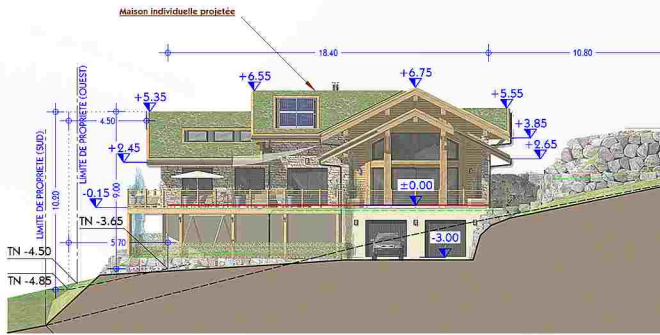 Maison individuelle projetée
18.40
10.80
+6.55
+6.75
+5.35
+5.55
4.50
+3.85
+2.65
+2.45
LIMITE DE PROPRIETE (SUD)
LIMITE DE PROPRIETE (OUEST)
10.20
9.00
-0.15
±0.00
TN -3.65
5.70
-3.00
TN -4.50
TN -4.85